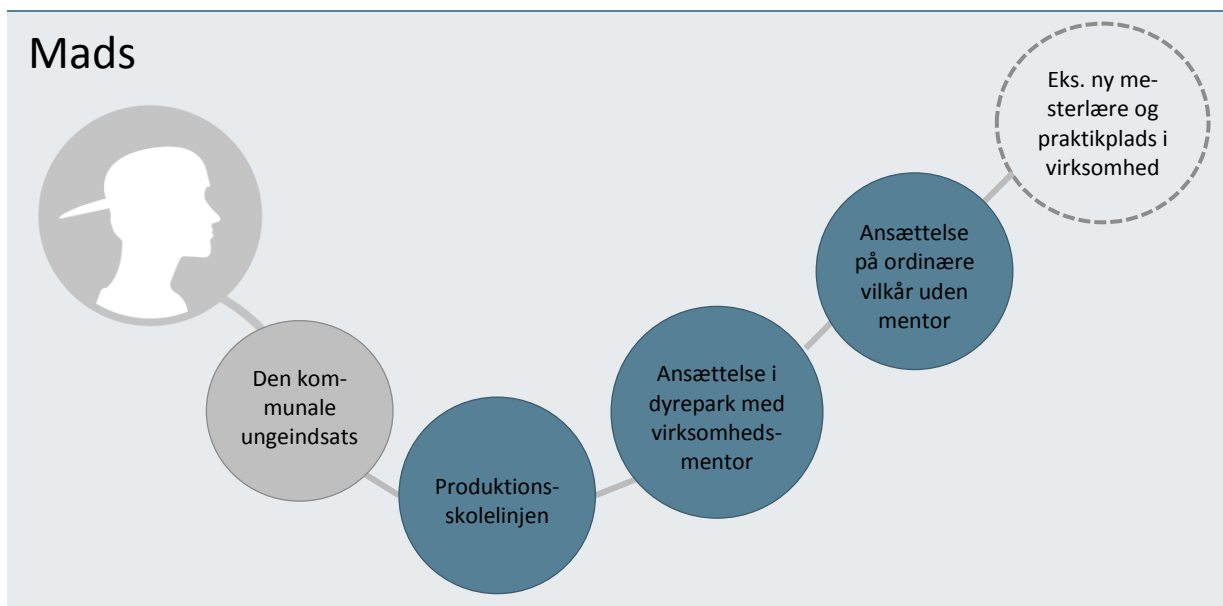 Mads
Den kom-
munale
ungeindsats
Produktions-
skolelinjen
Ansættelse i
dyrepark med
virksomheds-
mentor
Ansættelse
på ordinære
vilkår uden
mentor
Eks. ny me-
sterlære og
praktikplads i
virksomhed